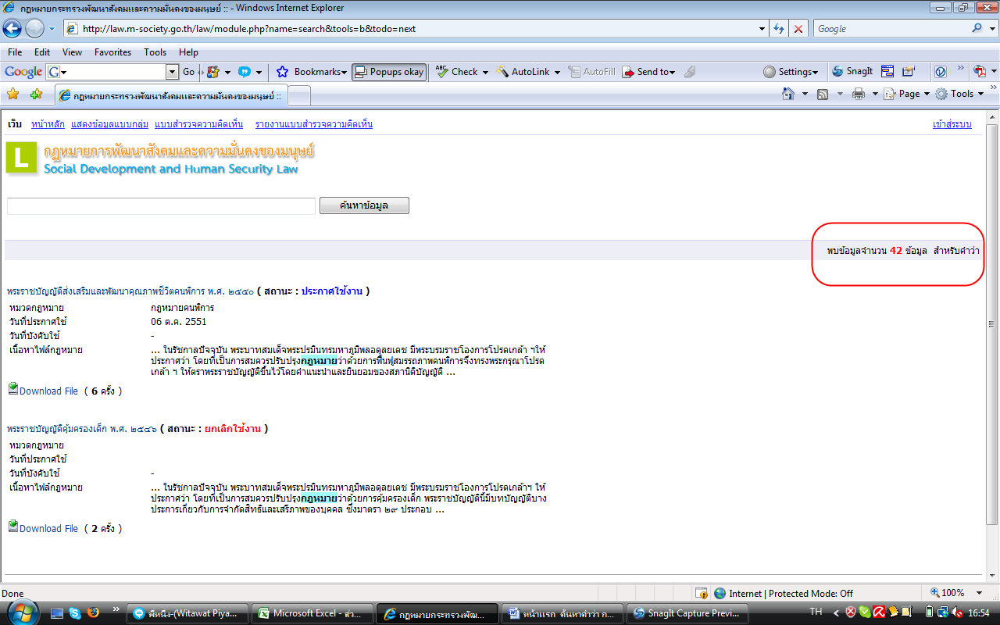 กฎหมายกระทรวงพัฒนาสังคมและความมั่นคงของมนุษย์ :: - Windows Internet Explorer
http://law.m-society.go.th/law/module.php?name=search&tools=b&todo=next
Google
File Edit View Favorites Tools Help
Google G Go Bookmarks Popups okay Check AutoLink AutoFill Send to Settings SnagIt
กฎหมายกระทรวงพัฒนาสังคมและความมั่นคงของมนุษย์ :: Page Tools
เว็บ หน้าหลัก แสดงข้อมูลแบบกลุ่ม แบบสำรวจความคิดเห็น รายงานแบบสำรวจความคิดเห็น เข้าสู่ระบบ
L กฎหมายการพัฒนาสังคมและความมั่นคงของมนุษย์
Social Development and Human Security Law
ค้นหาข้อมูล
พบข้อมูลจำนวน 42 ข้อมูล สำหรับคำว่า
พระราชบัญญัติส่งเสริมและพัฒนาคุณภาพชีวิตคนพิการ พ.ศ. ๒๕๕๐ ( สถานะ : ประกาศใช้งาน )
หมวดกฎหมาย กฎหมายคนพิการ
วันที่ประกาศใช้ 06 ต.ค. 2551
วันที่บังคับใช้ -
เนื้อหาไฟล์กฎหมาย ... ในรัชกาลปัจจุบัน พระบาทสมเด็จพระปรมินทรมหาภูมิพลอดุลยเดช มีพระบรมราชโองการโปรดเกล้า ฯให้
ประกาศว่า โดยที่เป็นการสมควรปรับปรุงกฎหมายว่าด้วยการฟื้นฟูสมรรถภาพคนพิการจึงทรงพระกรุณาโปรด
เกล้า ฯ ให้ตราพระราชบัญญัติขึ้นไว้โดยคำแนะนำและยินยอมของสภานิติบัญญัติ ...
Download File ( 6 ครั้ง )
พระราชบัญญัติคุ้มครองเด็ก พ.ศ. ๒๕๔๖ ( สถานะ : ยกเลิกใช้งาน )
หมวดกฎหมาย
วันที่ประกาศใช้
วันที่บังคับใช้ -
เนื้อหาไฟล์กฎหมาย ... ในรัชกาลปัจจุบัน พระบาทสมเด็จพระปรมินทรมหาภูมิพลอดุลยเดช มีพระบรมราชโองการโปรดเกล้าฯ ให้
ประกาศว่า โดยที่เป็นการสมควรปรับปรุงกฎหมายว่าด้วยการคุ้มครองเด็ก พระราชบัญญัตินี้มีบทบัญญัติบาง
ประการเกี่ยวกับการจำกัดสิทธิและเสรีภาพของบุคคล ซึ่งมาตรา ๒๙ ประกอบ ...
Download File ( 2 ครั้ง )
Done Internet | Protected Mode: Off 100%
พี่หนึ่ง-(Witawat Piya... Microsoft Excel - ส่ว... กฎหมายกระทรวงพัฒ... หน้าแรก ค้นหาคำว่า ก... SnagIt Capture Previ... TH 16:54